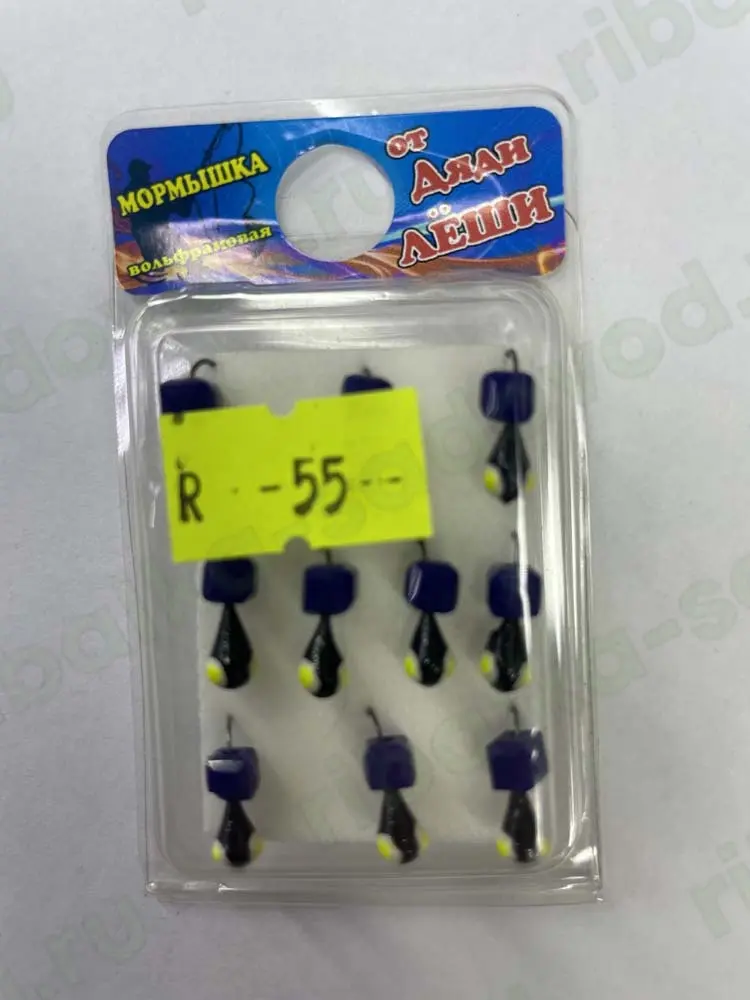 МОРМЫШКА
вольфрамовая
от
Дяди
ЛЁШИ
R - -55--